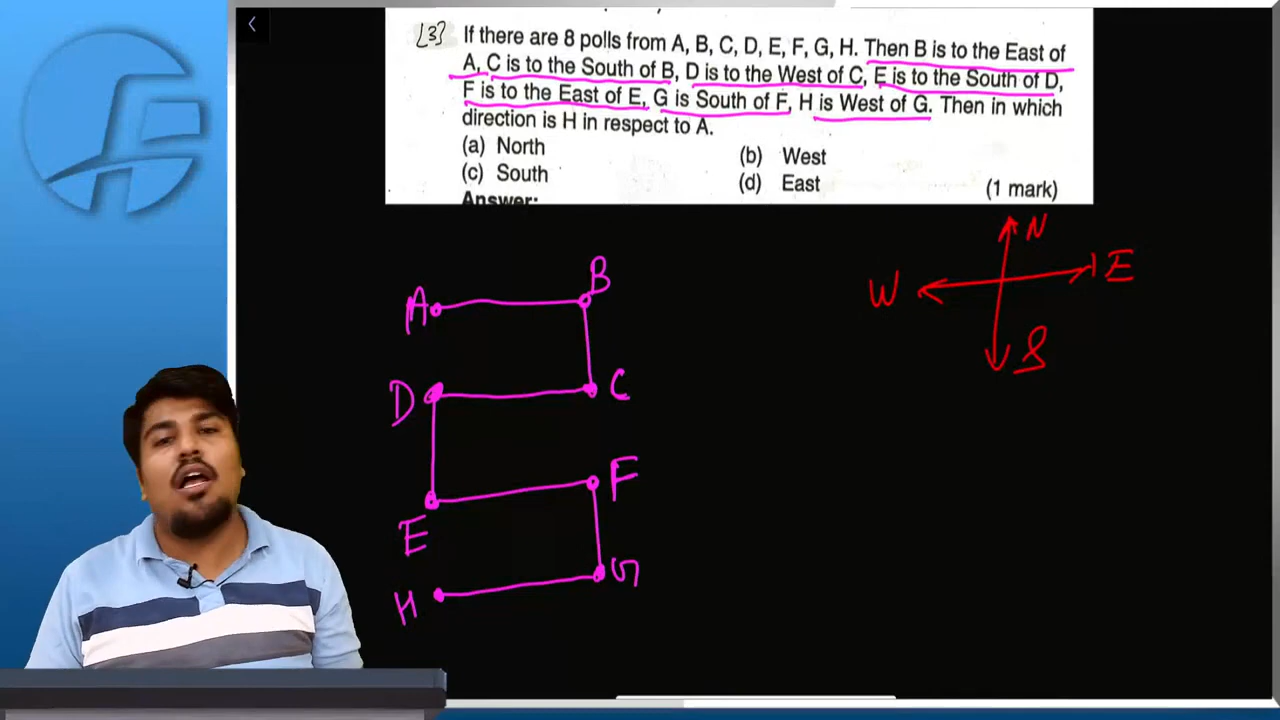 [3] If there are 8 polls from A, B, C, D, E, F, G, H. Then B is to the East of
A, C is to the South of B, D is to the West of C, E is to the South of D,
F is to the East of E, G is South of F, H is West of G. Then in which
direction is H in respect to A.
(a) North
(b) West
(c) South
(d) East
(1 mark)
Answer:
N
W
E
S
B
A
D
C
F
E
G
H